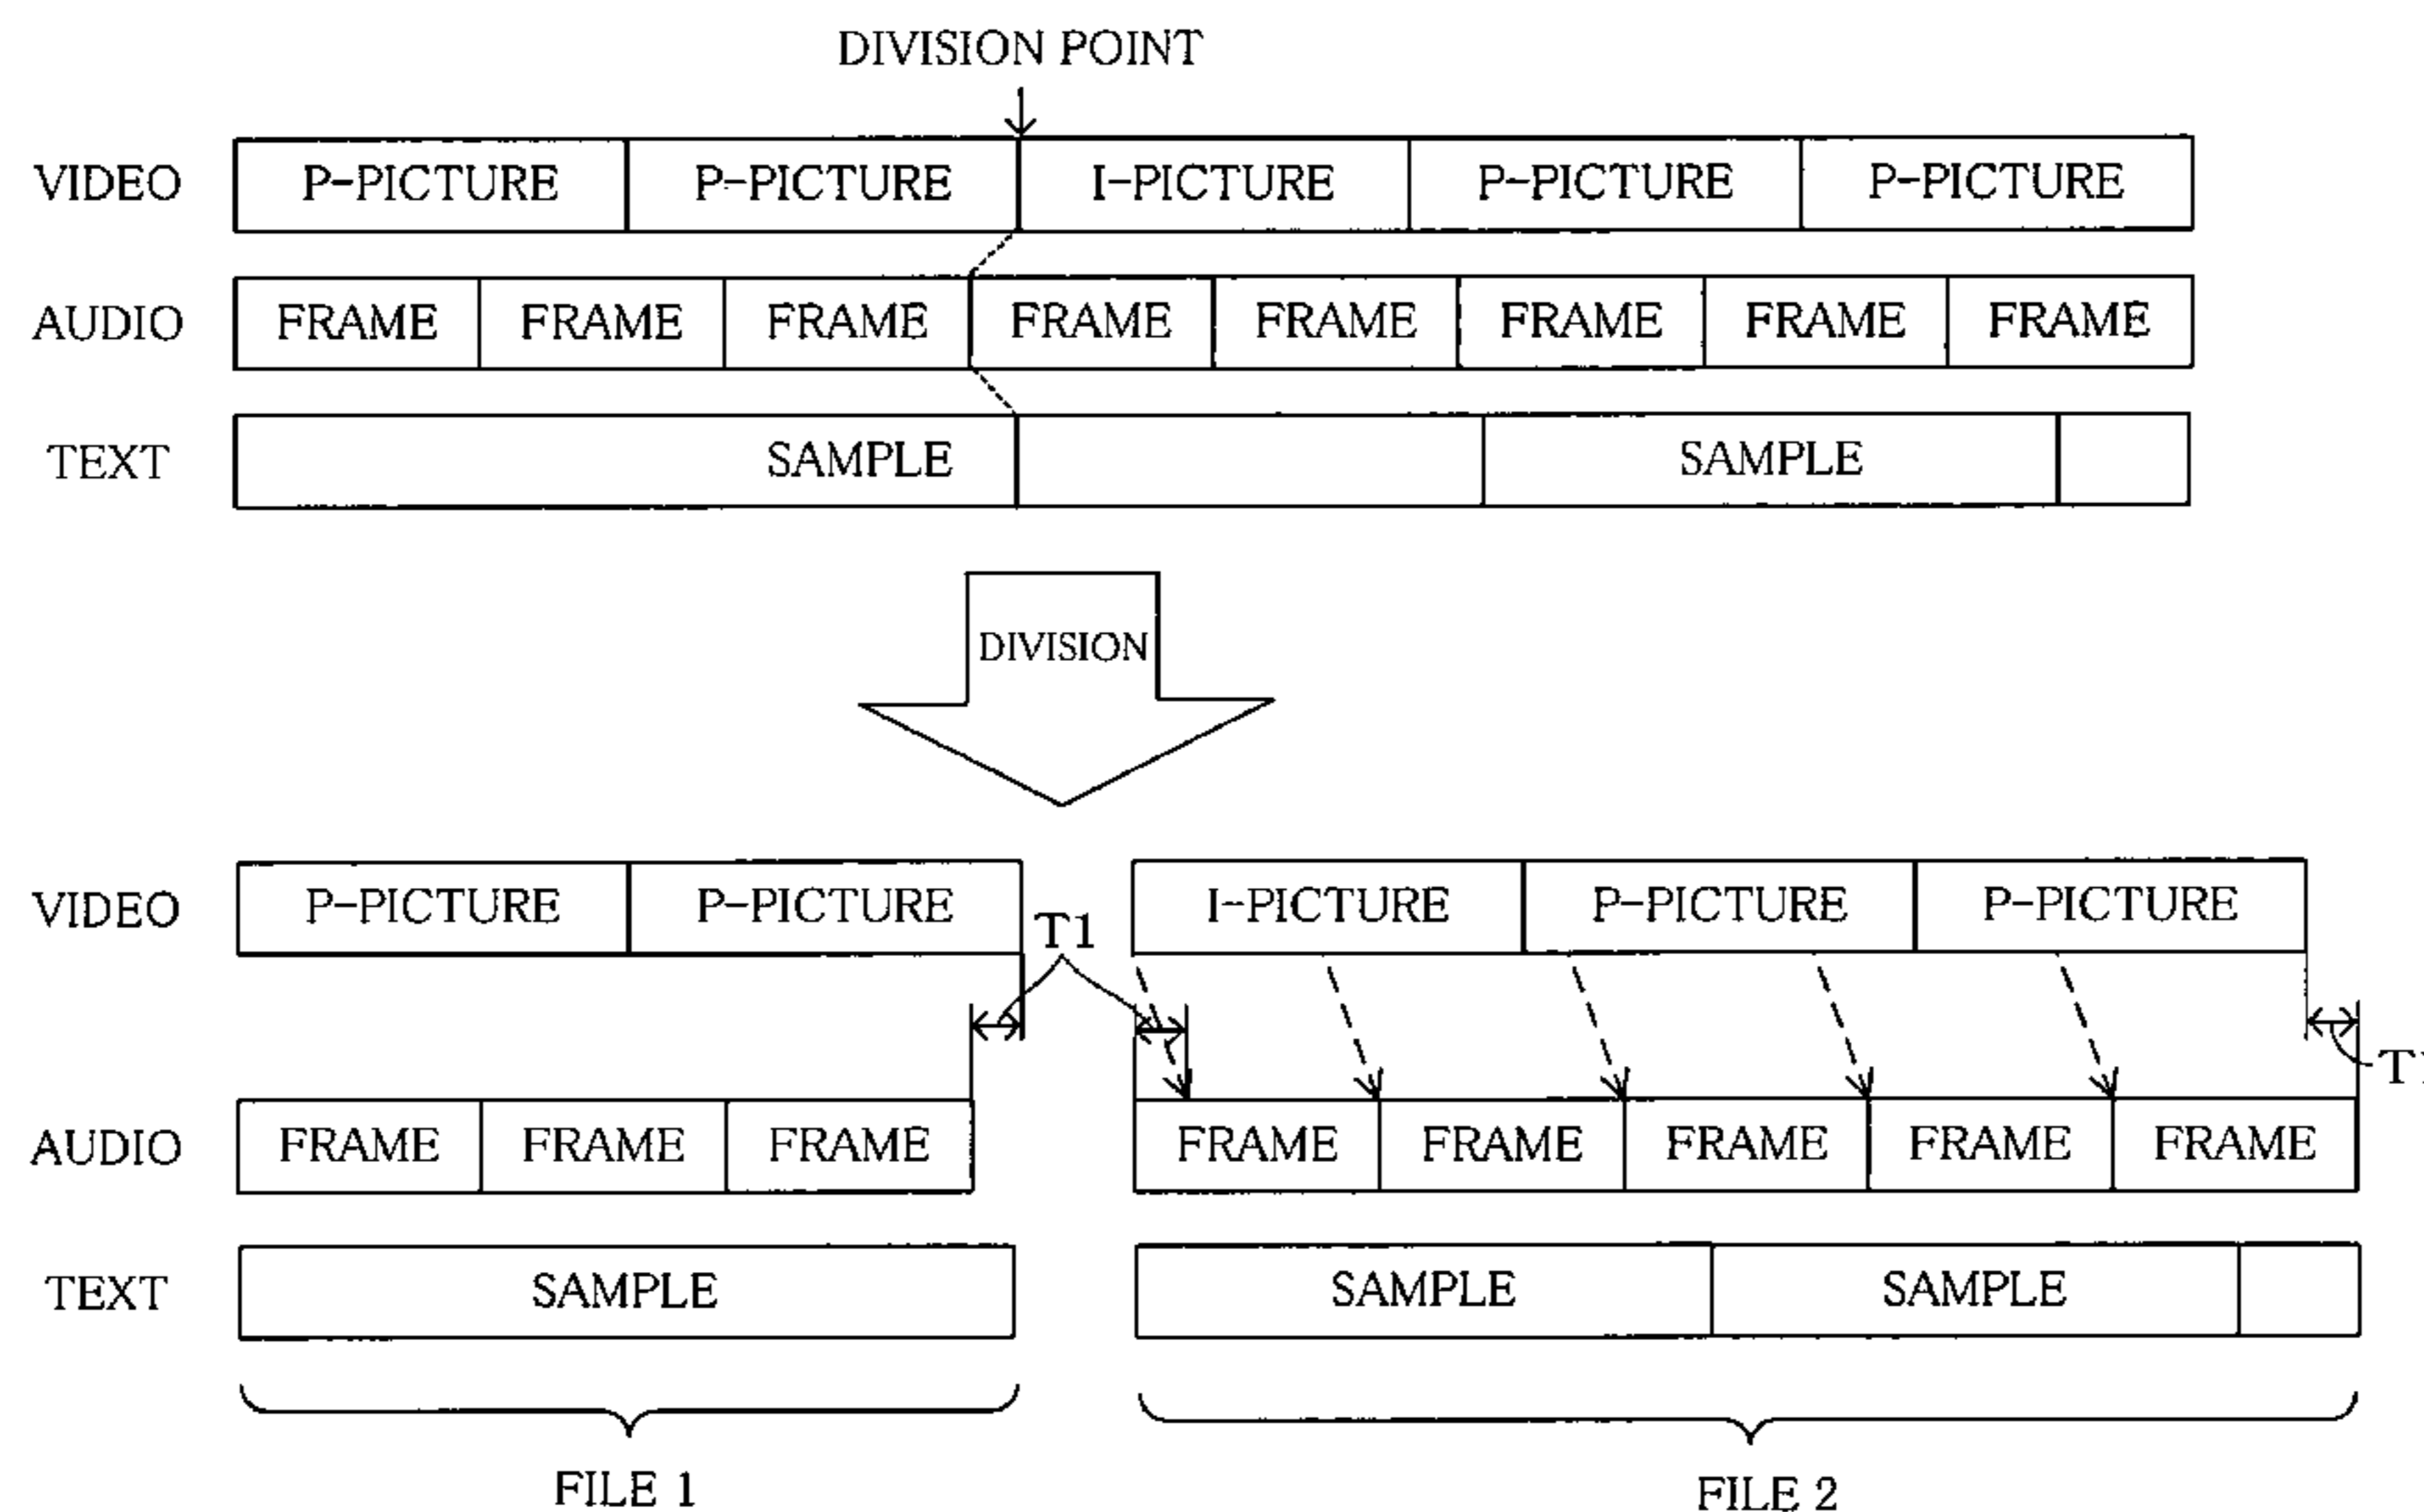 DIVISION POINT
VIDEO P-PICTURE P-PICTURE I-PICTURE P-PICTURE P-PICTURE
AUDIO FRAME FRAME FRAME FRAME FRAME FRAME FRAME FRAME
TEXT SAMPLE SAMPLE
DIVISION
VIDEO P-PICTURE P-PICTURE T1 I-PICTURE P-PICTURE P-PICTURE
T1
AUDIO FRAME FRAME FRAME FRAME FRAME FRAME FRAME FRAME
TEXT SAMPLE SAMPLE SAMPLE
FILE 1 FILE 2